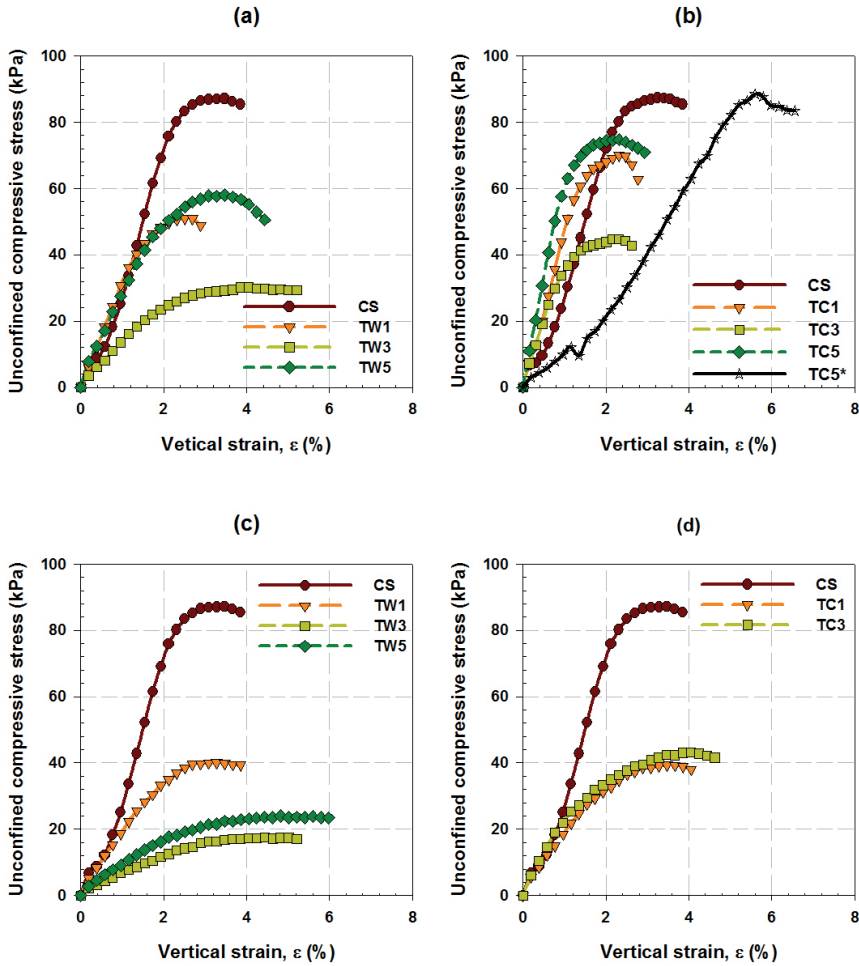 (a)
Unconfinced compressive stress (kPa)
100
80
60
40
20
0
CS
TW1
TW3
TW5
0 2 4 6 8
Vetical strain, ε (%)
(b)
Unconfined compressive stress (kPa)
100
80
60
40
20
0
CS
TC1
TC3
TC5
TC5*
0 2 4 6 8
Vertical strain, ε (%)
(c)
Unconfined compressive stress (kPa)
100
80
60
40
20
0
CS
TW1
TW3
TW5
0 2 4 6 8
Vertical strain, ε (%)
(d)
Unconfined compressive stress (kPa)
100
80
60
40
20
0
CS
TC1
TC3
0 2 4 6 8
Vertical strain, ε (%)